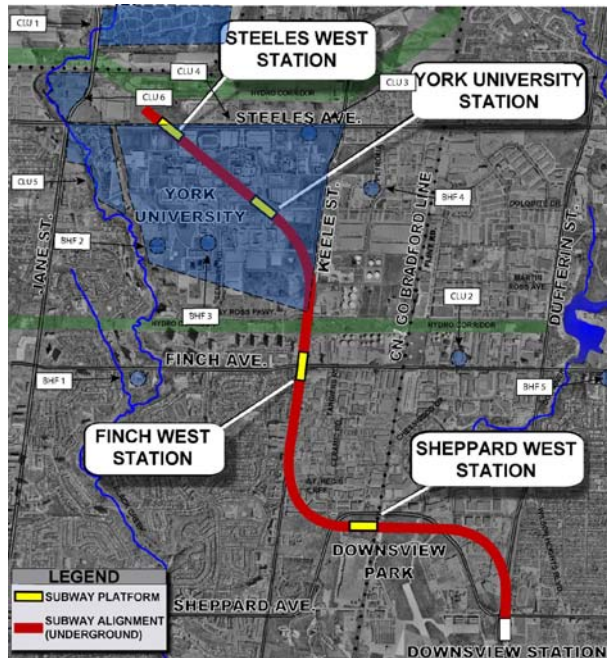 CLU 1
STEELES WEST
STATION
CLU 4
CLU 3
YORK UNIVERSITY
STATION
CLU 6
HYDRO CORRIDOR
STEELES AVE.
YORK
UNIVERSITY
CLU 5
BHF 4
JANE ST.
KEELE ST.
CN/GO BRADFORD LINE
DUFFERIN ST.
BHF 2
BHF 3
MARTIN
ROSS AVE.
CLU 2
HYDRO CORRIDOR
FINCH AVE.
BHF 1
BHF 5
FINCH WEST
STATION
SHEPPARD WEST
STATION
DOWNSVIEW
PARK
LEGEND
SUBWAY PLATFORM
SUBWAY ALIGNMENT
(UNDERGROUND)
SHEPPARD AVE.
DOWNSVIEW STATION